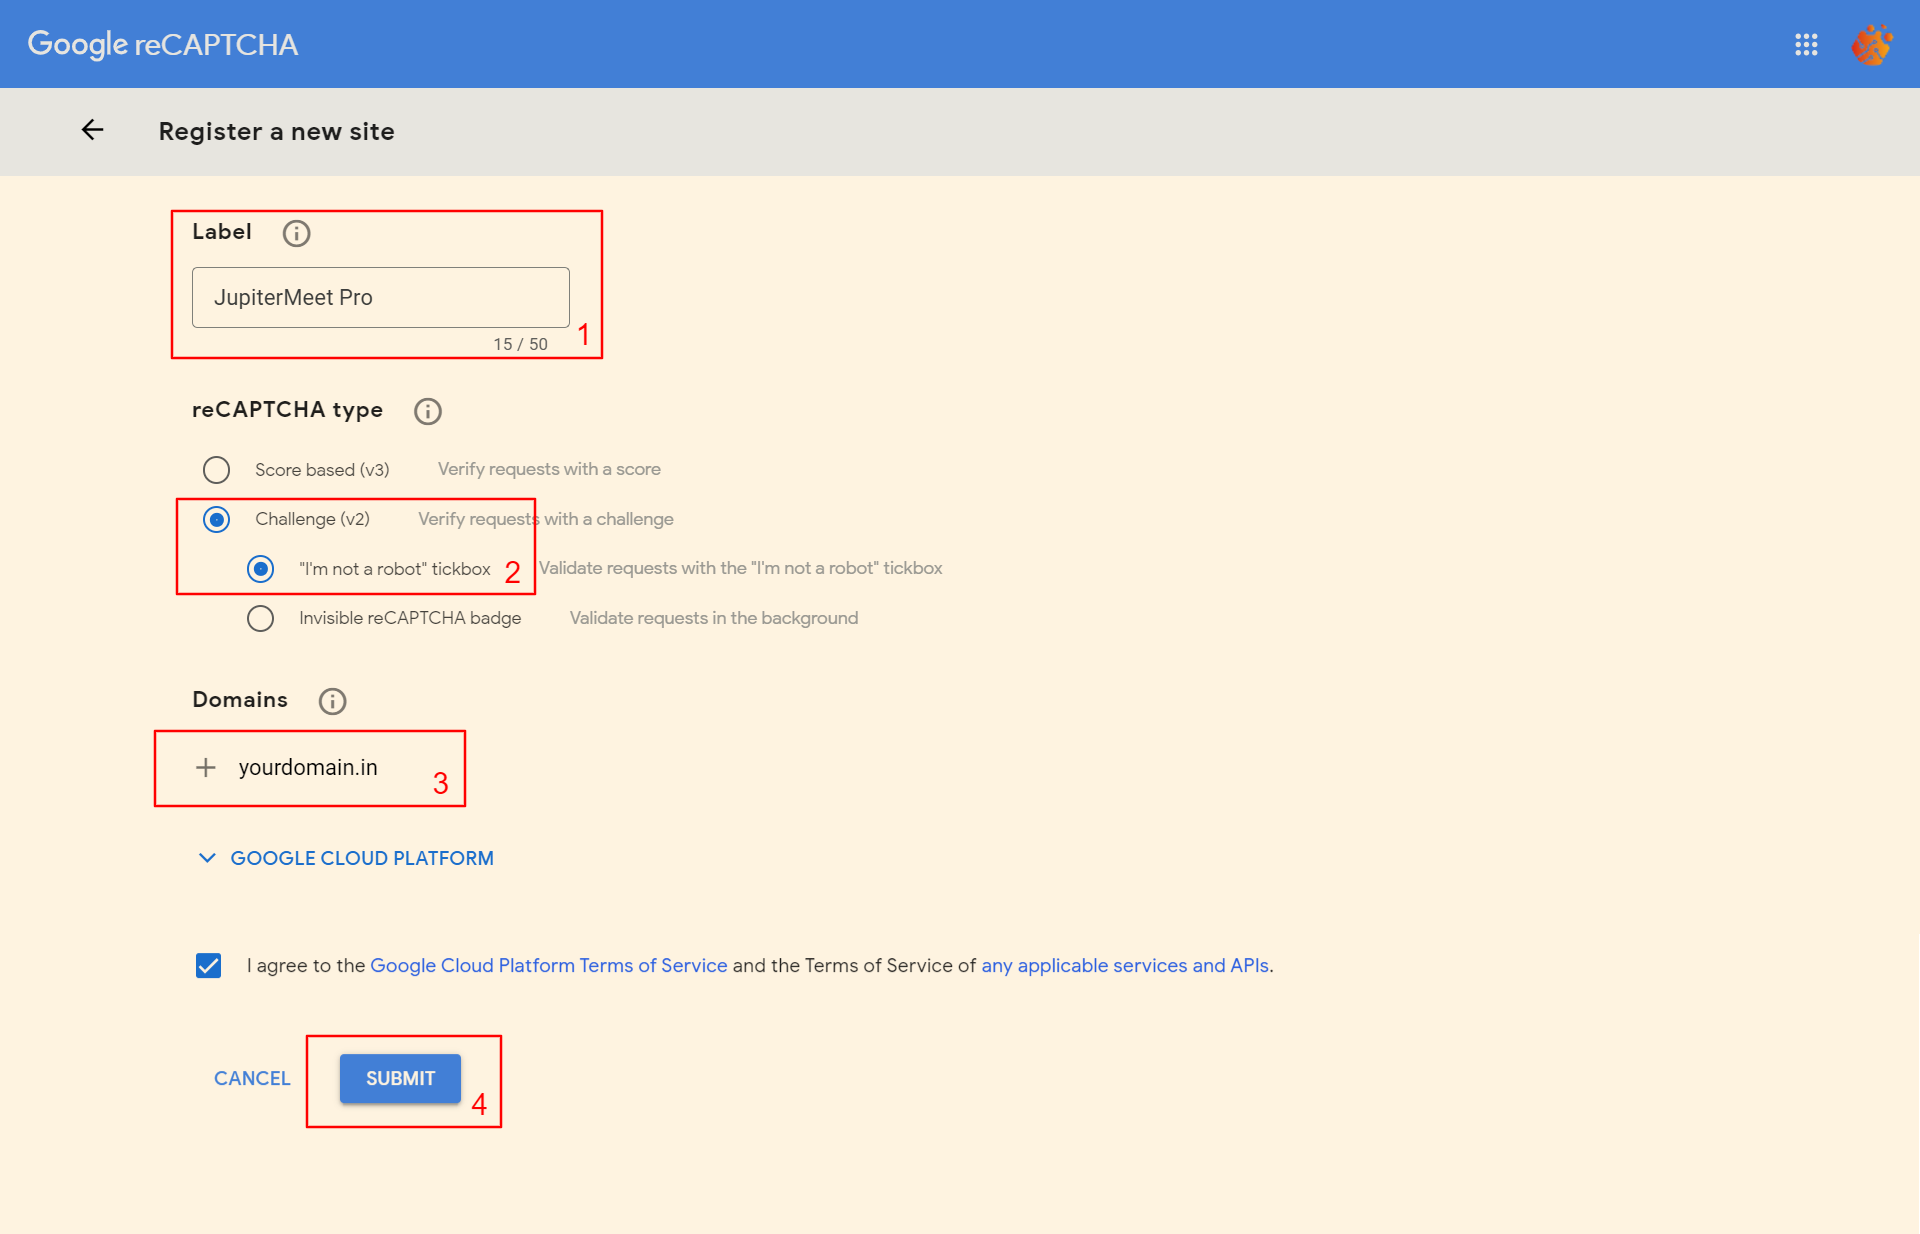 Google reCAPTCHA
Register a new site
Label
JupiterMeet Pro
15 / 50
1
reCAPTCHA type
Score based (v3) Verify requests with a score
Challenge (v2) Verify requests with a challenge
"I'm not a robot" tickbox 2 Validate requests with the "I'm not a robot" tickbox
Invisible reCAPTCHA badge Validate requests in the background
Domains
yourdomain.in
3
GOOGLE CLOUD PLATFORM
I agree to the Google Cloud Platform Terms of Service and the Terms of Service of any applicable services and APIs.
CANCEL SUBMIT
4